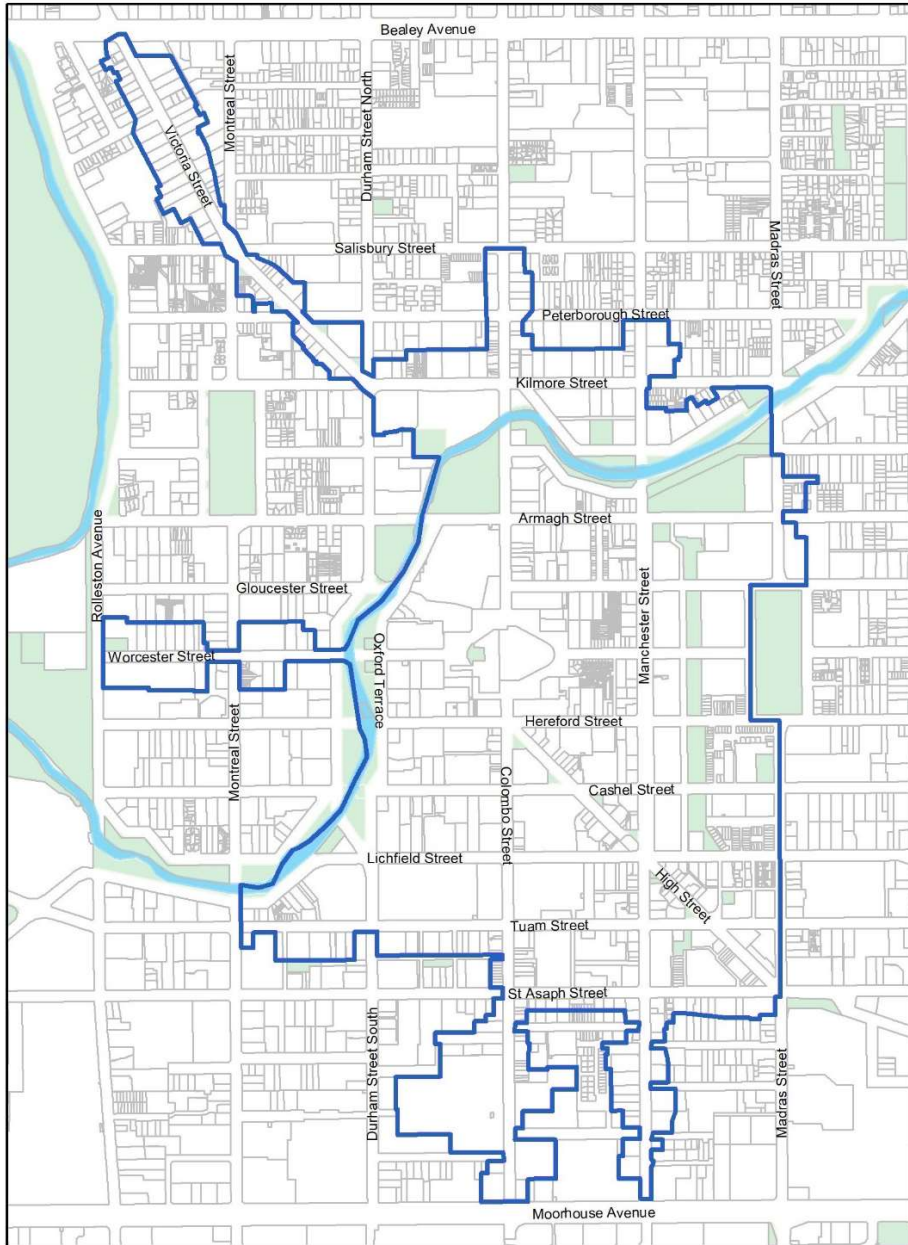 Bealey Avenue
Montreal Street
Durham Street North
Victoria Street
Salisbury Street
Madras Street
Peterborough Street
Kilmore Street
Armagh Street
Rolleston Avenue
Gloucester Street
Manchester Street
Worcester Street
Oxford Terrace
Hereford Street
Montreal Street
Colombo Street
Cashel Street
Lichfield Street
High Street
Tuam Street
St Asaph Street
Durham Street South
Madras Street
Moorhouse Avenue